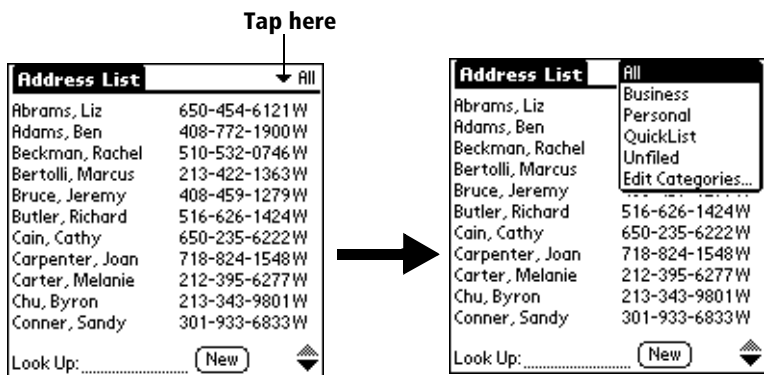 Tap here
Address List All
Abrams, Liz 650-454-6121W
Adams, Ben 408-772-1900W
Beckman, Rachel 510-532-0746W
Bertolli, Marcus 213-422-1363W
Bruce, Jeremy 408-459-1279W
Butler, Richard 516-626-1424W
Cain, Cathy 650-235-6222W
Carpenter, Joan 718-824-1548W
Carter, Melanie 212-395-6277W
Chu, Byron 213-343-9801W
Conner, Sandy 301-933-6833W
Look Up: New
Address List
All
Business
Personal
QuickList
Unfiled
Edit Categories...
Abrams, Liz
Adams, Ben
Beckman, Rachel
Bertolli, Marcus
Bruce, Jeremy
Butler, Richard 516-626-1424W
Cain, Cathy 650-235-6222W
Carpenter, Joan 718-824-1548W
Carter, Melanie 212-395-6277W
Chu, Byron 213-343-9801W
Conner, Sandy 301-933-6833W
Look Up: New